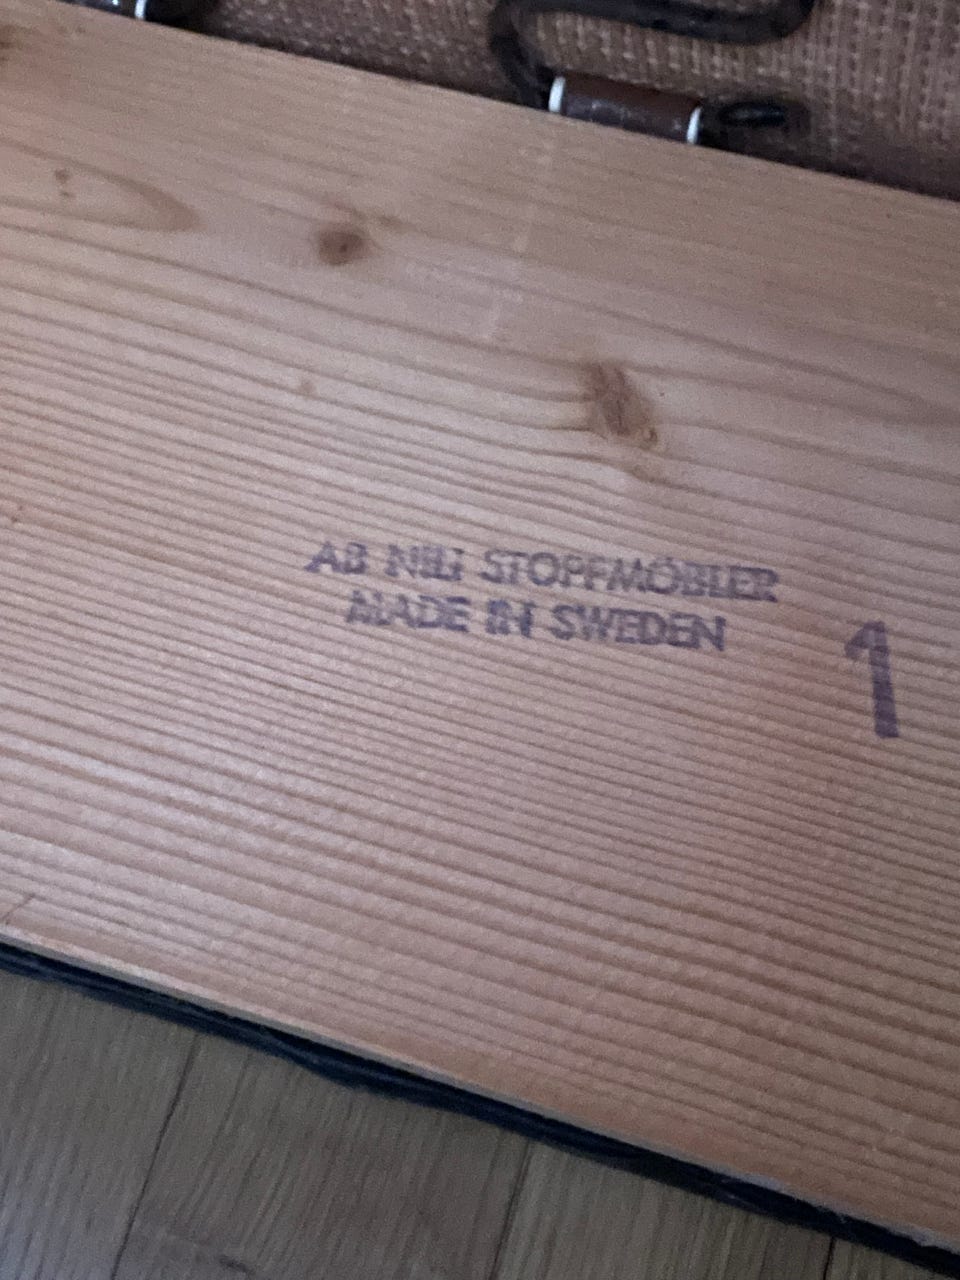 AB NILI STOPPMÖBLER
MADE IN SWEDEN
1